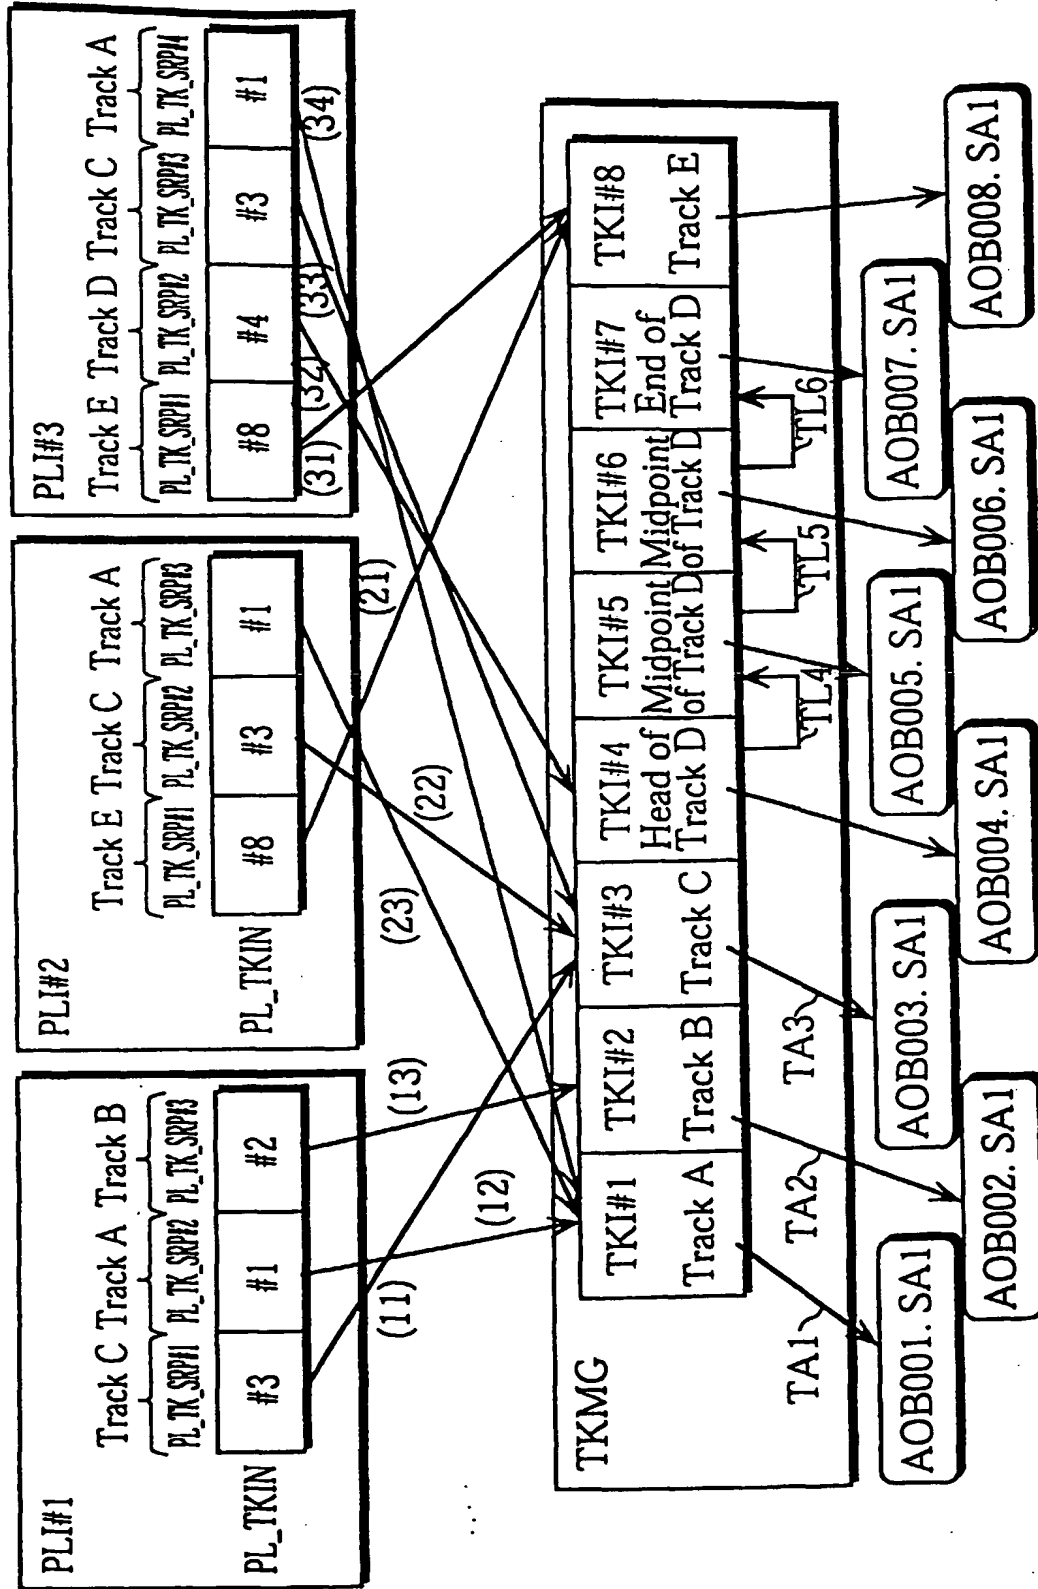 PLI#1
Track C Track A Track B
PL_TK_SRP#1 PL_TK_SRP#2 PL_TK_SRP#3
PL_TKIN
#3 #1 #2
(11)
(12)
(13)
PLI#2
Track E Track C Track A
PL_TK_SRP#1 PL_TK_SRP#2 PL_TK_SRP#3
PL_TKIN
#8 #3 #1
(23)
(22)
(21)
PLI#3
Track E Track D Track C Track A
PL_TK_SRP#1 PL_TK_SRP#2 PL_TK_SRP#3 PL_TK_SRP#4
#8 #4 #3 #1
(31)
(32)
(33)
(34)
TKMG
TKI#1
Track A
TKI#2
Track B
TKI#3
Track C
TKI#4
Head of
Track D
TKI#5
Midpoint
of Track D
TKI#6
Midpoint
of Track D
TKI#7
End of
Track D
TKI#8
Track E
TL4
TL5
TL6
TA1
TA2
TA3
AOB001. SA1
AOB002. SA1
AOB003. SA1
AOB004. SA1
AOB005. SA1
AOB006. SA1
AOB007. SA1
AOB008. SA1